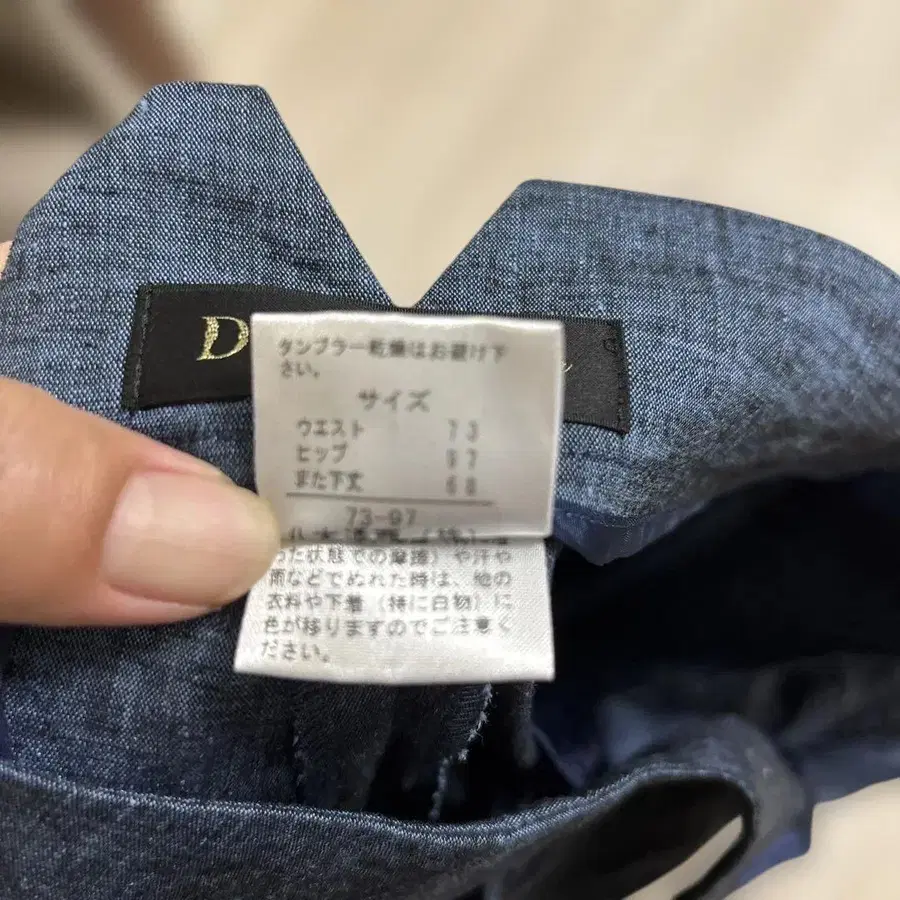 D
タンブラー乾燥はお避け下
さい。
サイズ
ウエスト 73
ヒップ 97
また下丈 68
73-97
った状態での摩擦）や汗や
雨などでぬれた時は、他の
衣料や下着（特に白物）に
色が移りますのでご注意く
ださい。